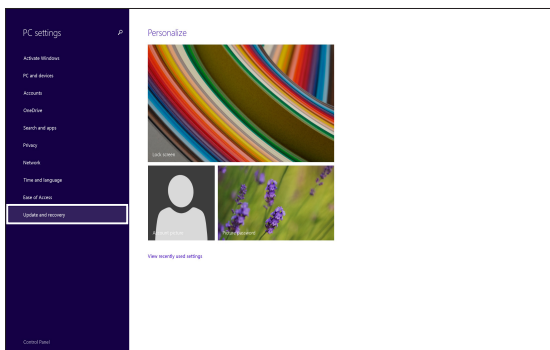 PC settings
Activate Windows
PC and devices
Accounts
OneDrive
Search and apps
Privacy
Network
Time and language
Ease of Access
Update and recovery
Control Panel
Personalize
Lock screen
Account picture
Picture password
View recently used settings